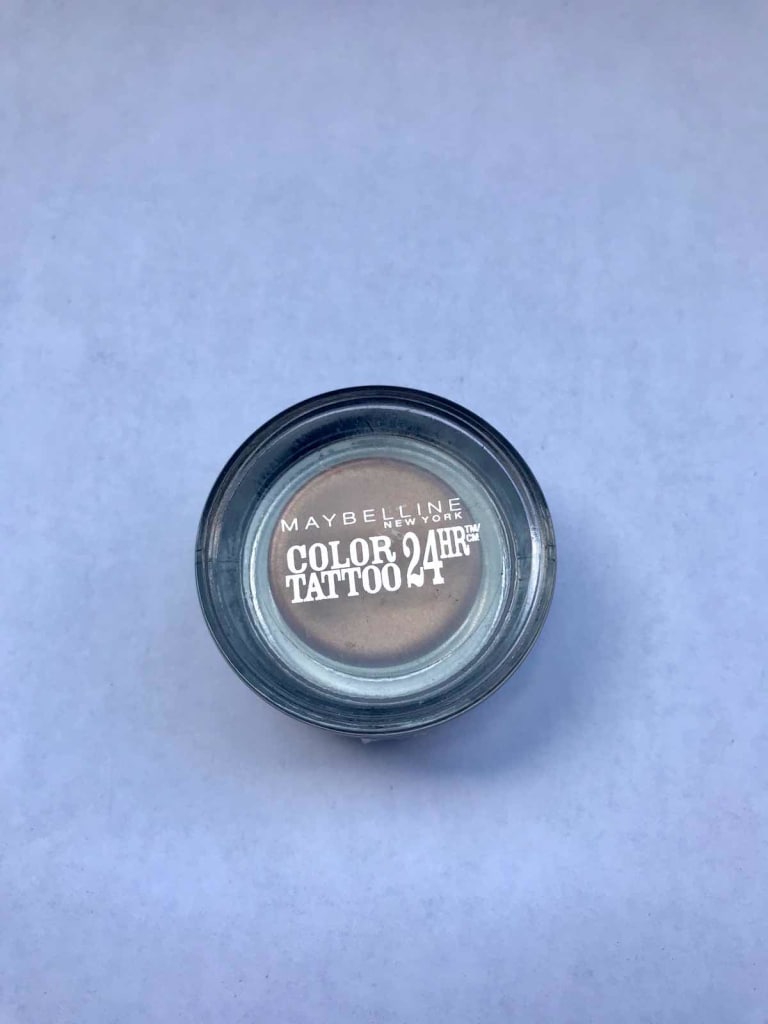 MAYBELLINE
NEW YORK
COLOR
TATTOO 24HR™/
CM